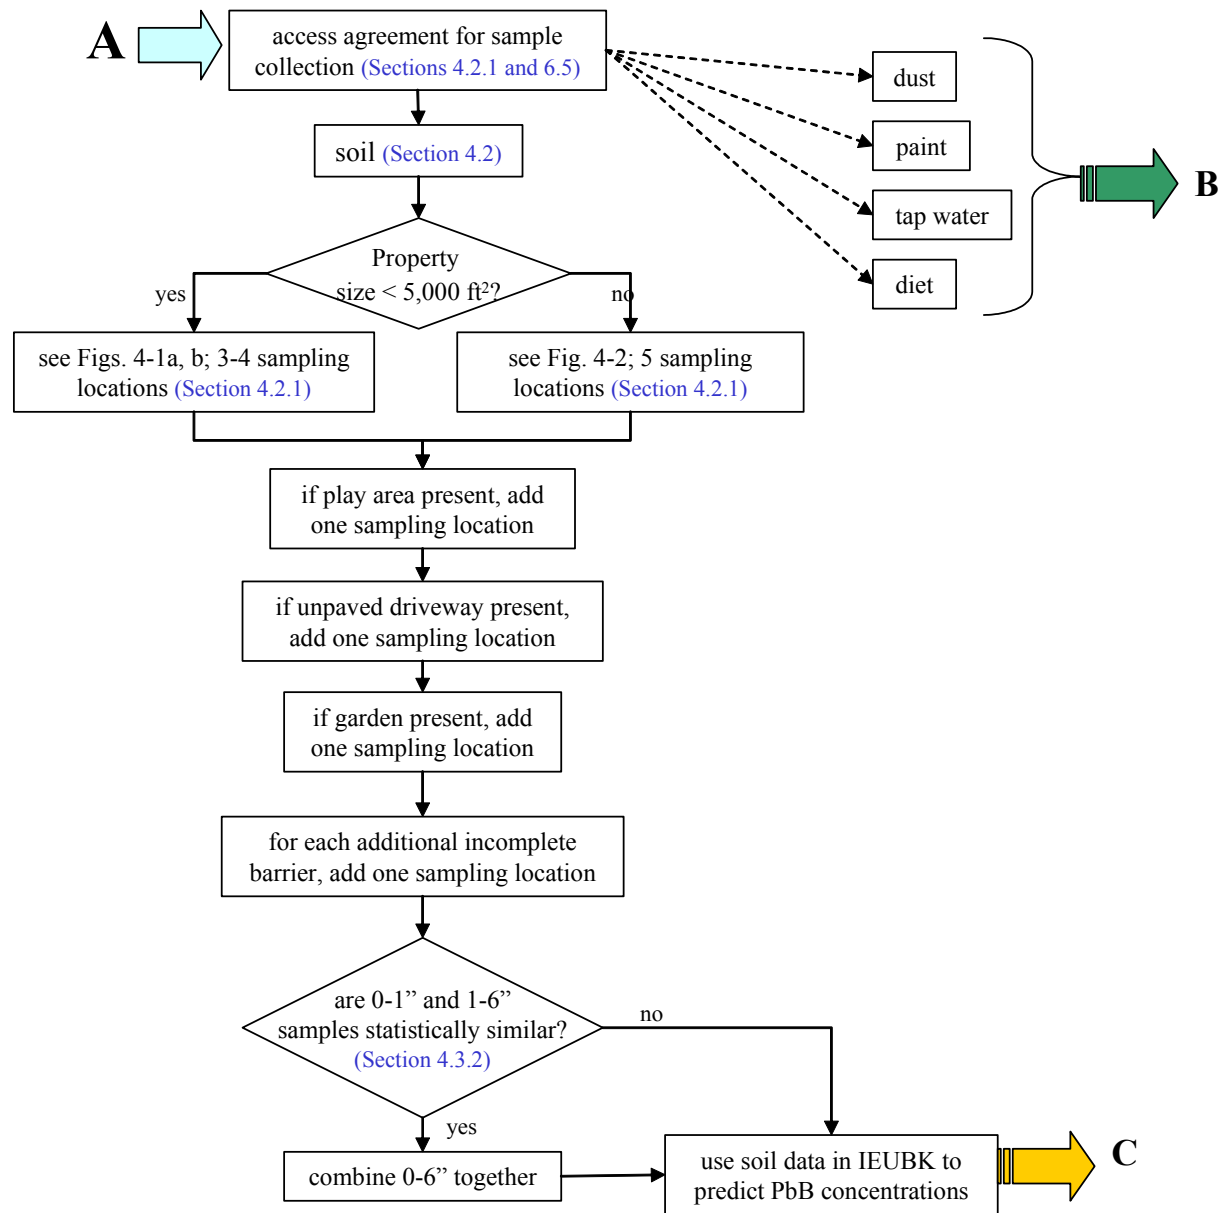 A
access agreement for sample
collection (Sections 4.2.1 and 6.5)
dust
paint
tap water
diet
B
soil (Section 4.2)
Property
size < 5,000 ft²?
yes
no
see Figs. 4-1a, b; 3-4 sampling
locations (Section 4.2.1)
see Fig. 4-2; 5 sampling
locations (Section 4.2.1)
if play area present, add
one sampling location
if unpaved driveway present,
add one sampling location
if garden present, add
one sampling location
for each additional incomplete
barrier, add one sampling location
are 0-1” and 1-6”
samples statistically similar?
(Section 4.3.2)
no
yes
combine 0-6” together
use soil data in IEUBK to
predict PbB concentrations
C